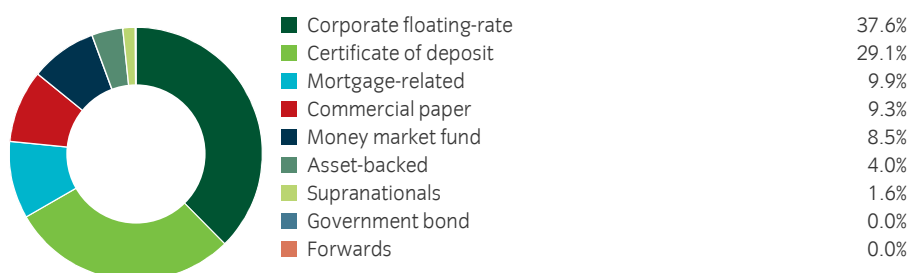 Corporate floating-rate 37.6%
Certificate of deposit 29.1%
Mortgage-related 9.9%
Commercial paper 9.3%
Money market fund 8.5%
Asset-backed 4.0%
Supranationals 1.6%
Government bond 0.0%
Forwards 0.0%